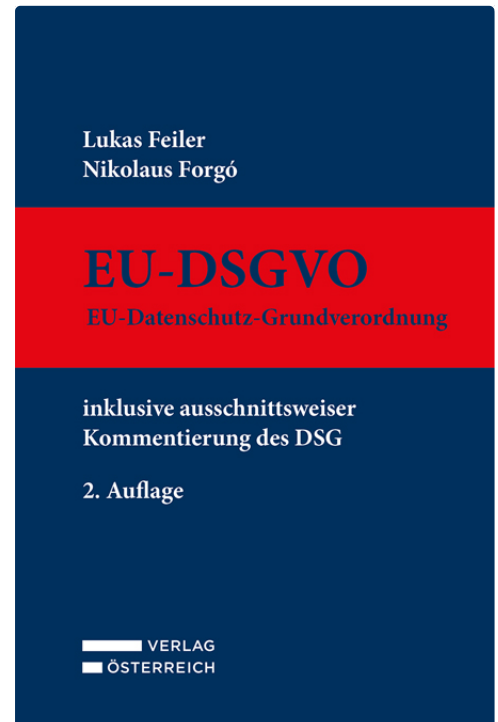 Lukas Feiler
Nikolaus Forgó
EU-DSGVO
EU-Datenschutz-Grundverordnung
inklusive ausschnittsweiser
Kommentierung des DSG
2. Auflage
VERLAG
ÖSTERREICH